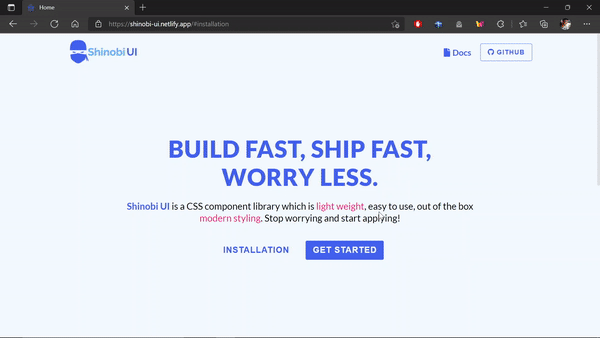 Home
https://shinobi-ui.netlify.app/#installation
Shinobi UI
Docs
GITHUB
BUILD FAST, SHIP FAST,
WORRY LESS.
Shinobi UI is a CSS component library which is light weight, easy to use, out of the box
modern styling. Stop worrying and start applying!
INSTALLATION
GET STARTED